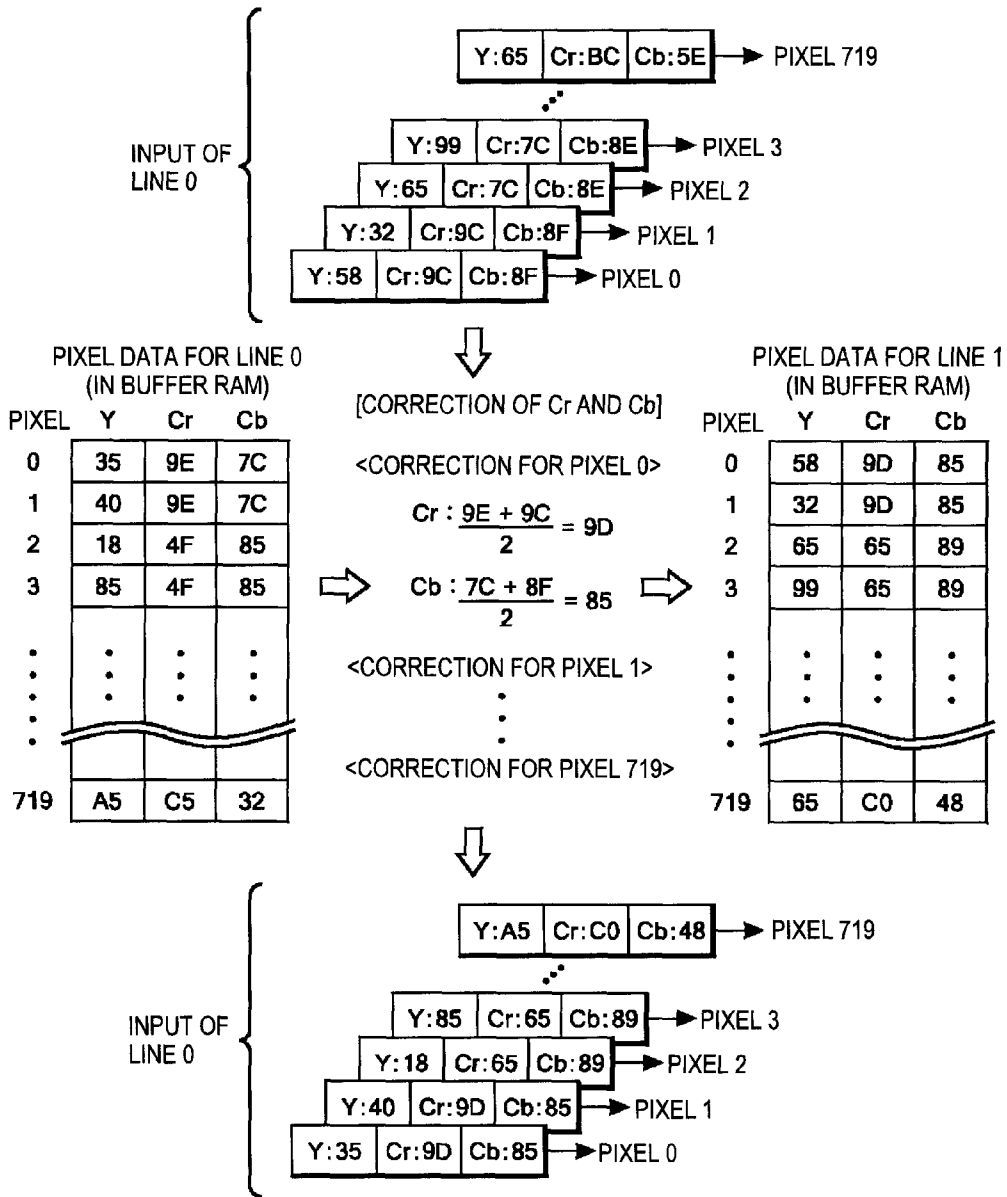 Y:65 Cr:BC Cb:5E PIXEL 719
Y:99 Cr:7C Cb:8E PIXEL 3
INPUT OF
LINE 0
Y:65 Cr:7C Cb:8E PIXEL 2
Y:32 Cr:9C Cb:8F PIXEL 1
Y:58 Cr:9C Cb:8F PIXEL 0
PIXEL DATA FOR LINE 0
(IN BUFFER RAM)
PIXEL Y Cr Cb
0 35 9E 7C
1 40 9E 7C
2 18 4F 85
3 85 4F 85
719 A5 C5 32
[CORRECTION OF Cr AND Cb]
<CORRECTION FOR PIXEL 0>
Cr : 9E + 9C / 2 = 9D
Cb : 7C + 8F / 2 = 85
<CORRECTION FOR PIXEL 1>
<CORRECTION FOR PIXEL 719>
PIXEL DATA FOR LINE 1
(IN BUFFER RAM)
PIXEL Y Cr Cb
0 58 9D 85
1 32 9D 85
2 65 65 89
3 99 65 89
719 65 C0 48
Y:A5 Cr:C0 Cb:48 PIXEL 719
Y:85 Cr:65 Cb:89 PIXEL 3
INPUT OF
LINE 0
Y:18 Cr:65 Cb:89 PIXEL 2
Y:40 Cr:9D Cb:85 PIXEL 1
Y:35 Cr:9D Cb:85 PIXEL 0